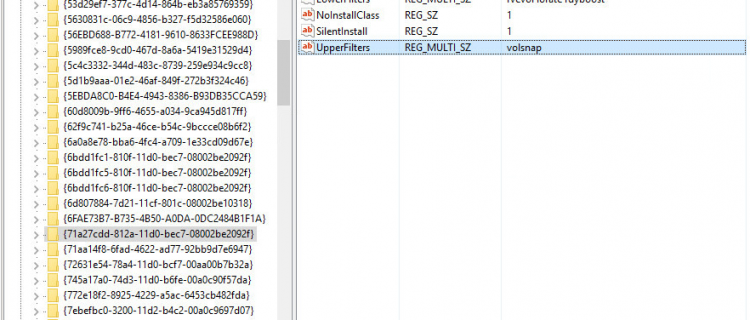 {53d29ef7-377c-4d14-864b-eb3a85769359}
{5630831c-06c9-4856-b327-f5d32586e060}
{56EBD688-B772-4181-9610-8633FCEE988D}
{5989fce8-9cd0-467d-8a6a-5419e31529d4}
{5c4c3332-344d-483c-8739-259e934c9cc8}
{5d1b9aaa-01e2-46af-849f-272b3f324c46}
{5EBDA8C0-B4E4-4943-8386-B93DB35CCA59}
{60d8009b-9ff6-4655-a034-9ca945d817ff}
{62f9c741-b25a-46ce-b54c-9bccce08b6f2}
{6a0a8e78-bba6-4fc4-a709-1e33cd09d67e}
{6bdd1fc1-810f-11d0-bec7-08002be2092f}
{6bdd1fc5-810f-11d0-bec7-08002be2092f}
{6bdd1fc6-810f-11d0-bec7-08002be2092f}
{6d807884-7d21-11cf-801c-08002be10318}
{6FAE73B7-B735-4B50-A0DA-0DC2484B1F1A}
{71a27cdd-812a-11d0-bec7-08002be2092f}
{71aa14f8-6fad-4622-ad77-92bb9d7e6947}
{72631e54-78a4-11d0-bcf7-00aa00b7b32a}
{745a17a0-74d3-11d0-b6fe-00a0c90f57da}
{772e18f2-8925-4229-a5ac-6453cb482fda}
{7ebefbc0-3200-11d2-b4c2-00a0c9697d07}
LowerFilters REG_MULTI_SZ
NoInstallClass REG_SZ 1
SilentInstall REG_SZ 1
UpperFilters REG_MULTI_SZ volsnap